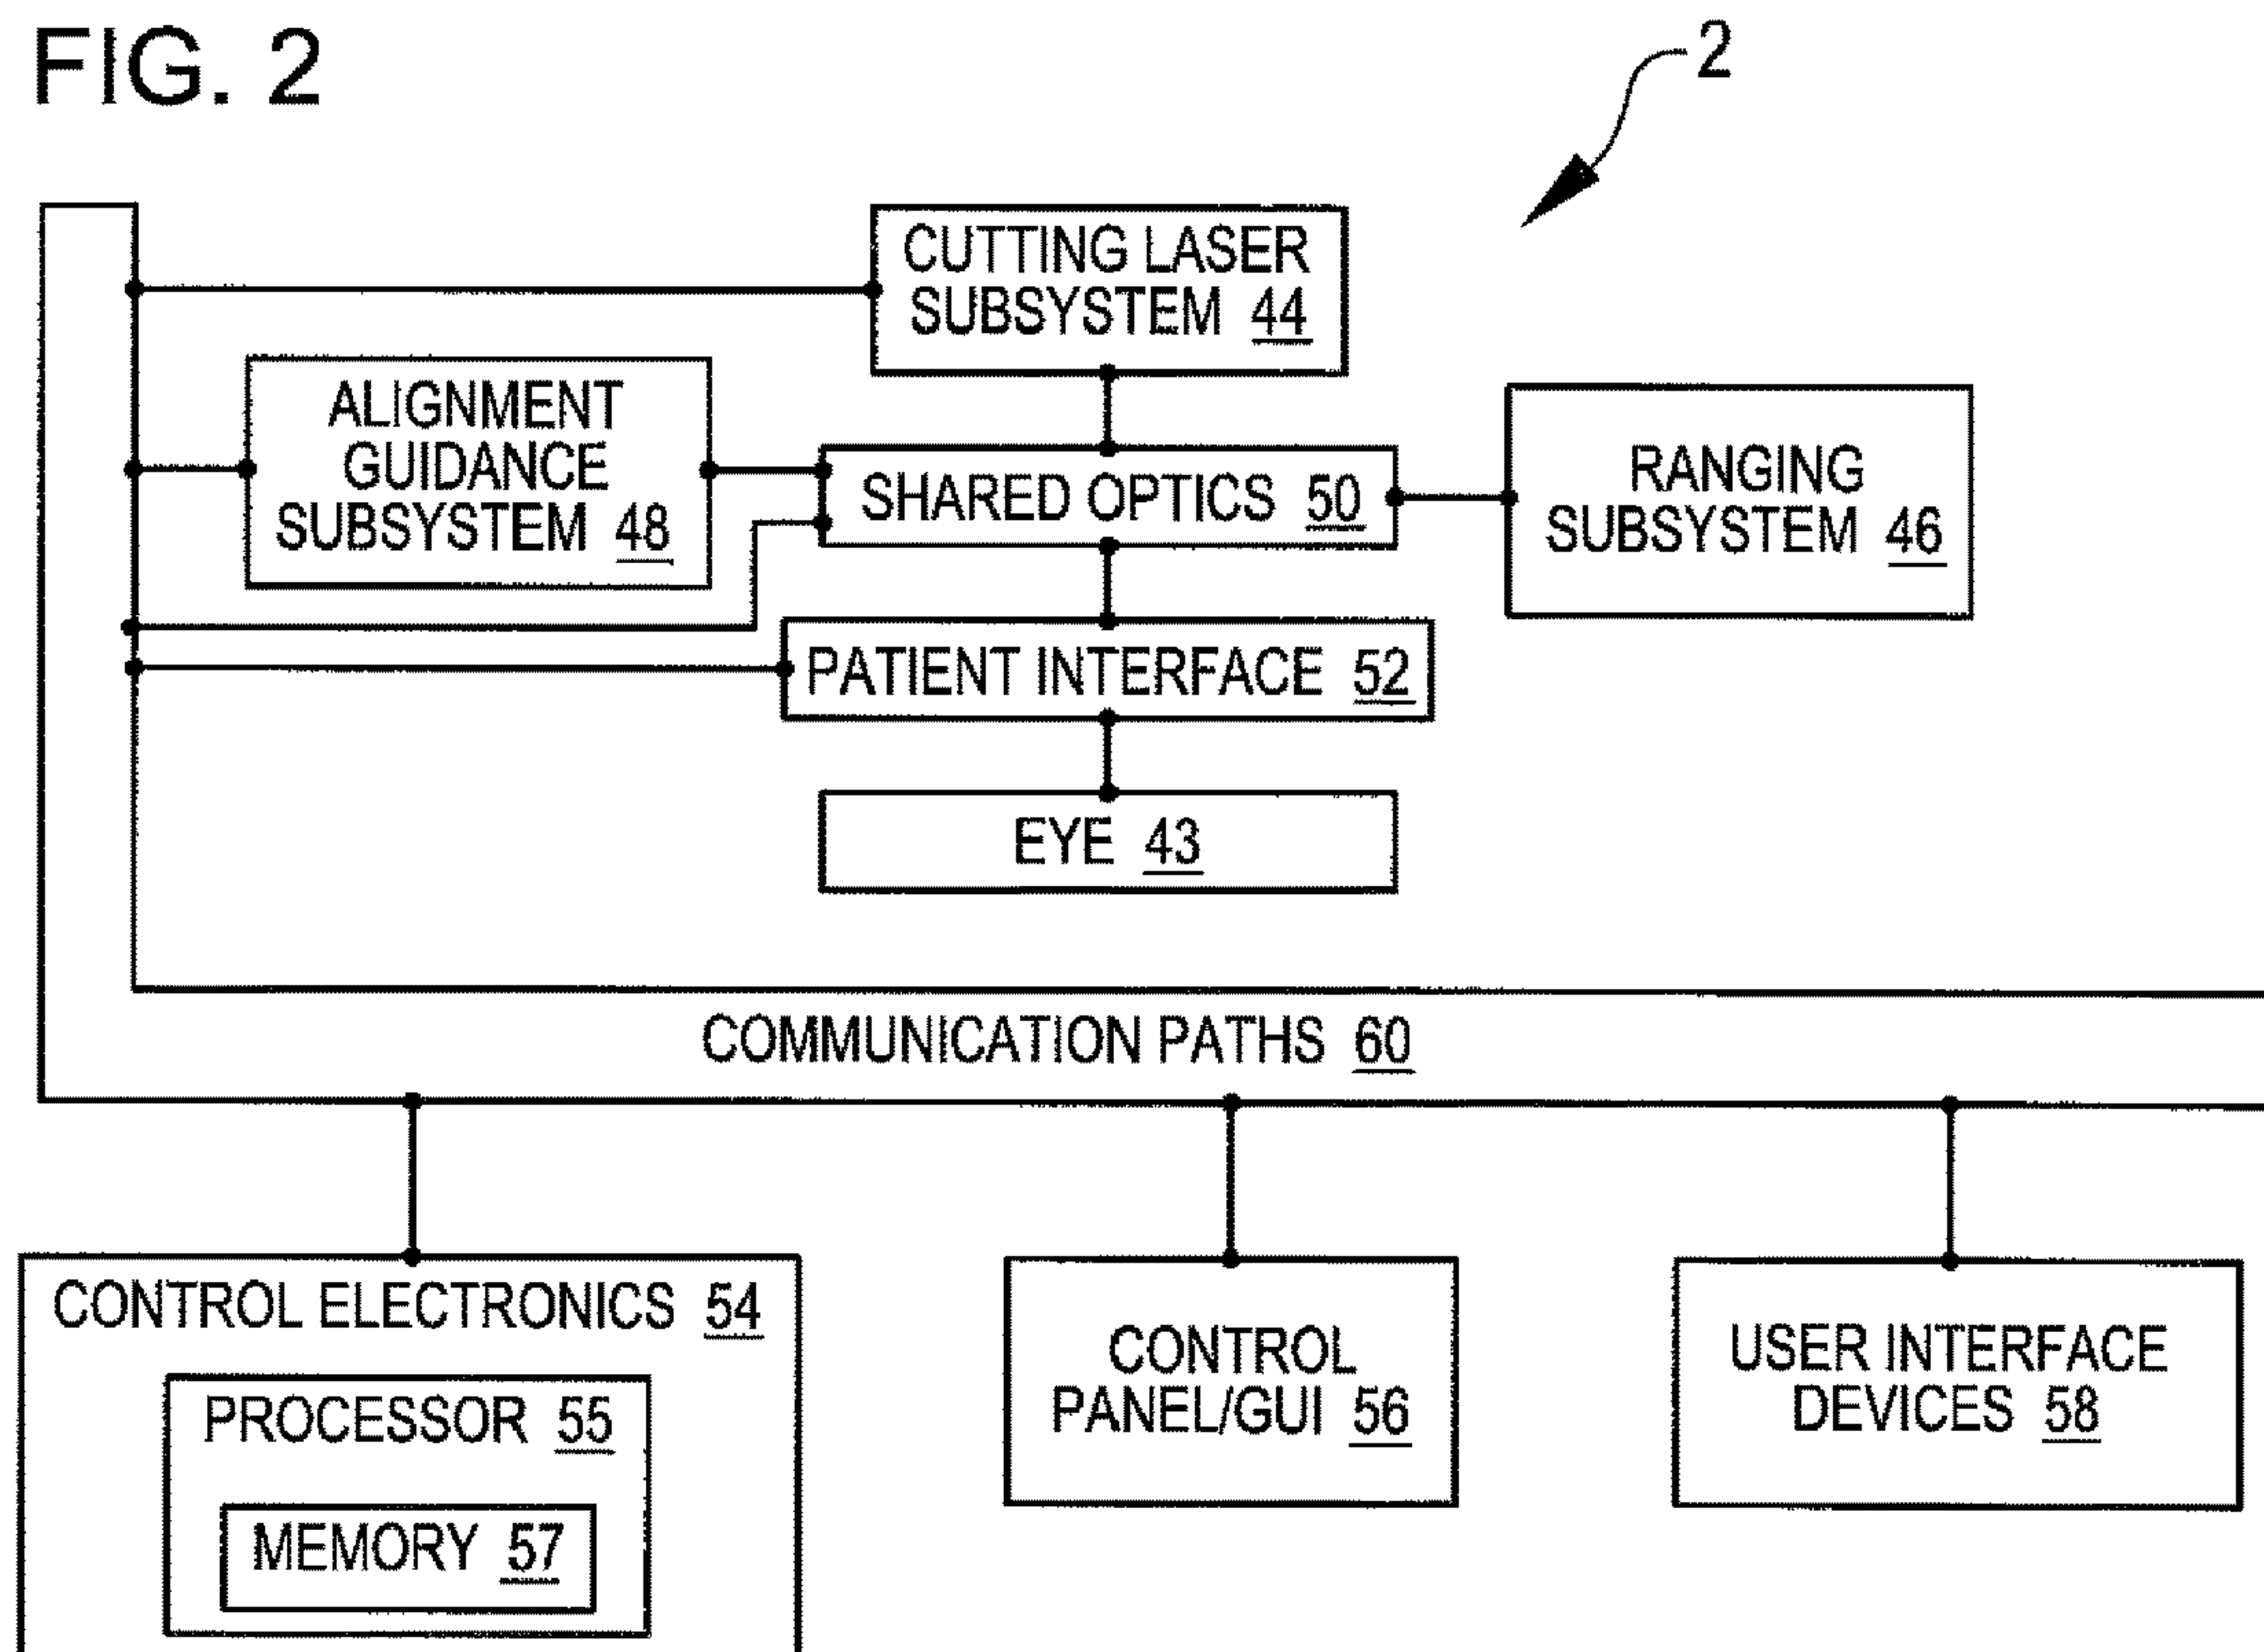 FIG. 2
2
CUTTING LASER
SUBSYSTEM 44
ALIGNMENT
GUIDANCE
SUBSYSTEM 48
SHARED OPTICS 50
RANGING
SUBSYSTEM 46
PATIENT INTERFACE 52
EYE 43
COMMUNICATION PATHS 60
CONTROL ELECTRONICS 54
PROCESSOR 55
MEMORY 57
CONTROL
PANEL/GUI 56
USER INTERFACE
DEVICES 58